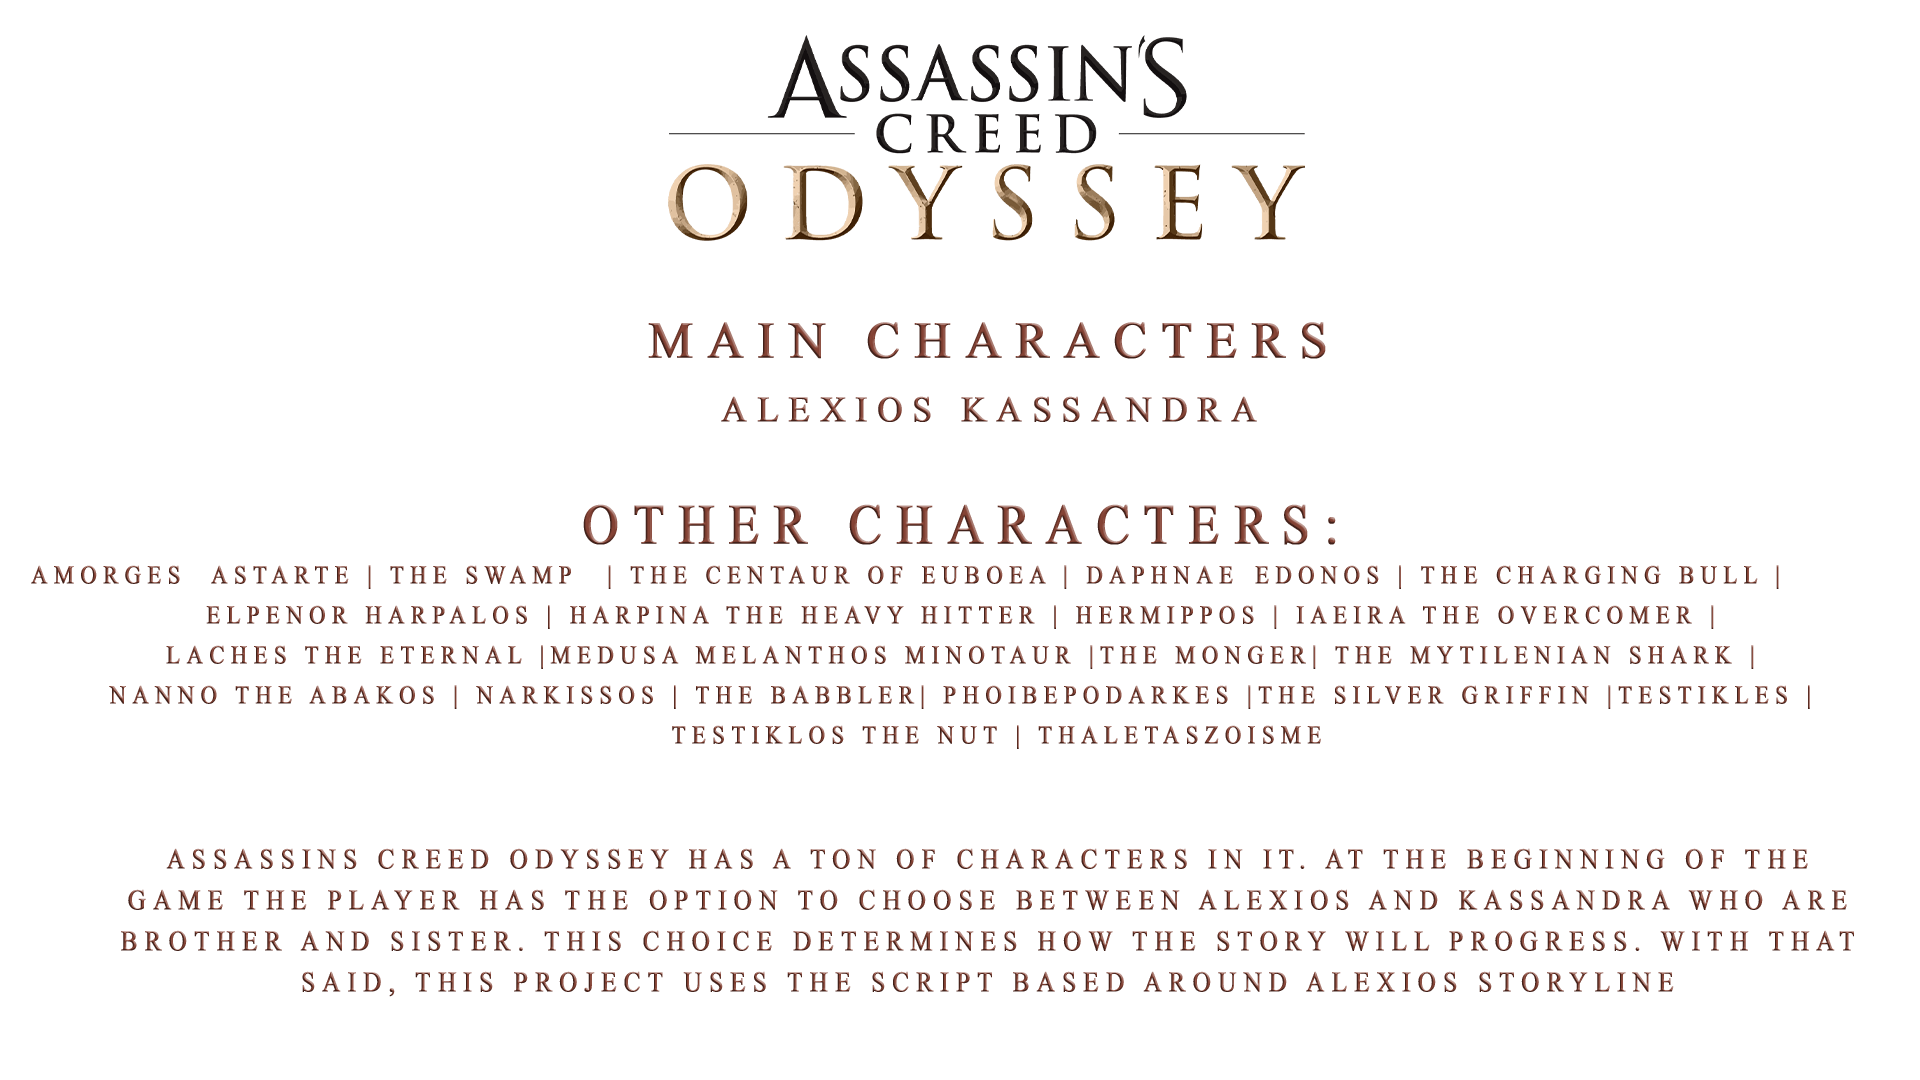 ASSASSIN'S
CREED
ODYSSEY
MAIN CHARACTERS
ALEXIOS KASSANDRA
OTHER CHARACTERS:
AMORGES ASTARTE | THE SWAMP | THE CENTAUR OF EUBOEA | DAPHNAE EDONOS | THE CHARGING BULL |
ELPENOR HARPALOS | HARPINA THE HEAVY HITTER | HERMIPPOS | IAEIRA THE OVERCOMER |
LACHES THE ETERNAL |MEDUSA MELANTHOS MINOTAUR |THE MONGER| THE MYTILENIAN SHARK |
NANNO THE ABAKOS | NARKISSOS | THE BABBLER| PHOIBEPODARKES |THE SILVER GRIFFIN |TESTIKLES |
TESTIKLOS THE NUT | THALETASZOISME
ASSASSINS CREED ODYSSEY HAS A TON OF CHARACTERS IN IT. AT THE BEGINNING OF THE
GAME THE PLAYER HAS THE OPTION TO CHOOSE BETWEEN ALEXIOS AND KASSANDRA WHO ARE
BROTHER AND SISTER. THIS CHOICE DETERMINES HOW THE STORY WILL PROGRESS. WITH THAT
SAID, THIS PROJECT USES THE SCRIPT BASED AROUND ALEXIOS STORYLINE